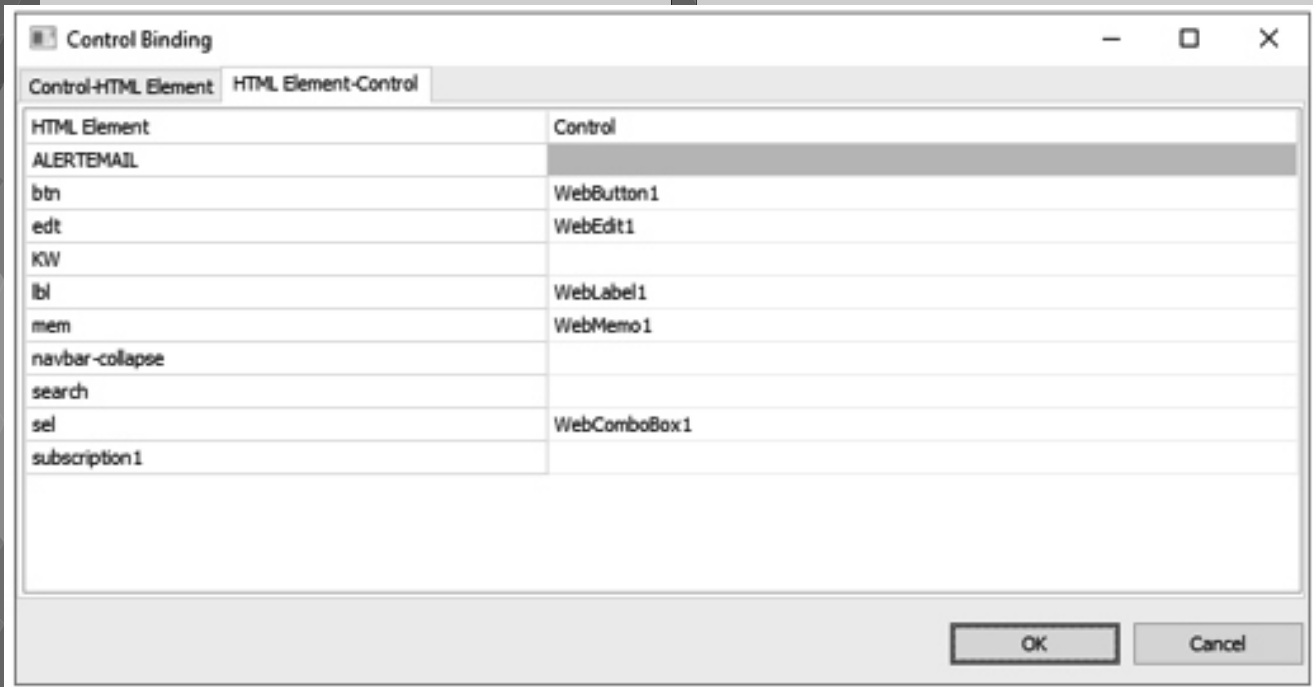 Control Binding
Control-HTML Element HTML Element-Control
HTML Element Control
ALERTEMAIL
btn WebButton1
edt WebEdit1
KW
lbl WebLabel1
mem WebMemo1
navbar-collapse
search
sel WebComboBox1
subscription1
OK Cancel